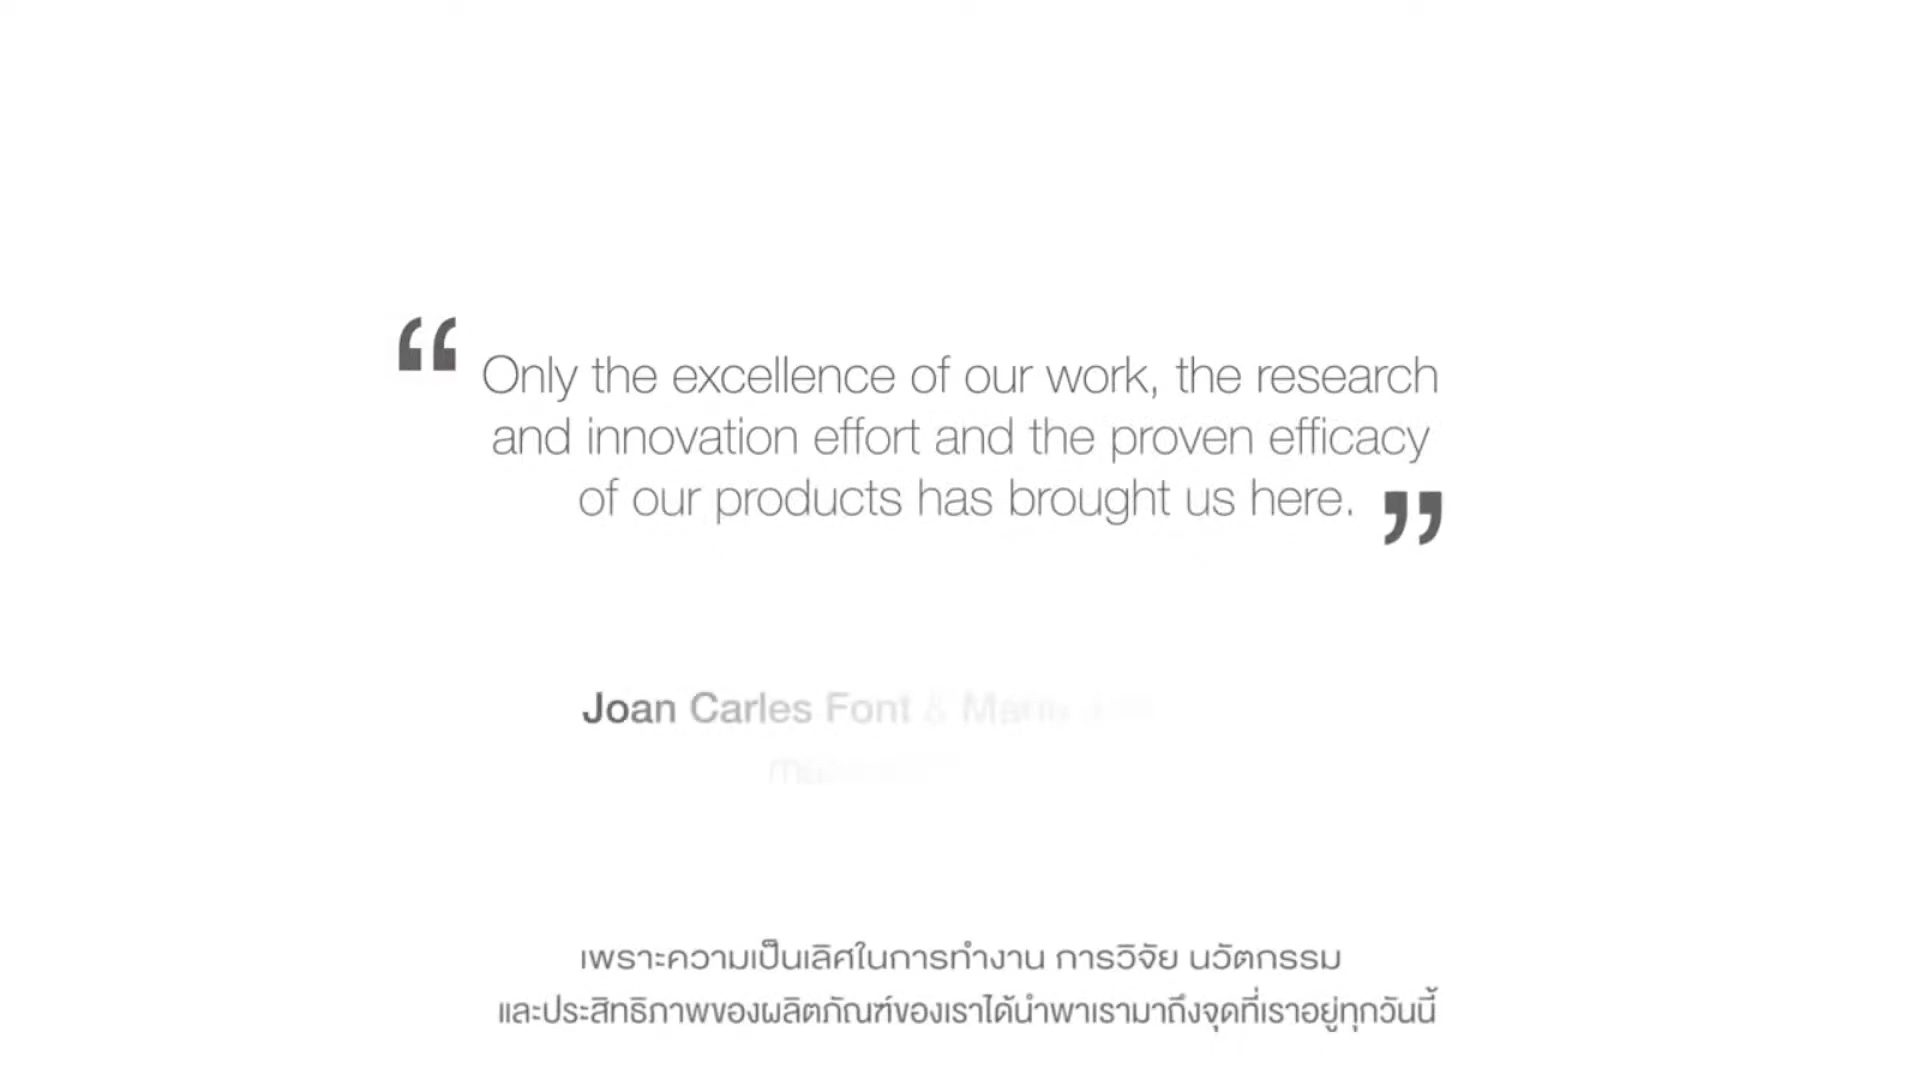 “Only the excellence of our work, the research
and innovation effort and the proven efficacy
of our products has brought us here.”
Joan Carles Font &
เพราะความเป็นเลิศในการทำงาน การวิจัย นวัตกรรม
และประสิทธิภาพของผลิตภัณฑ์ของเราได้นำพาเรามาถึงจุดที่เราอยู่ทุกวันนี้